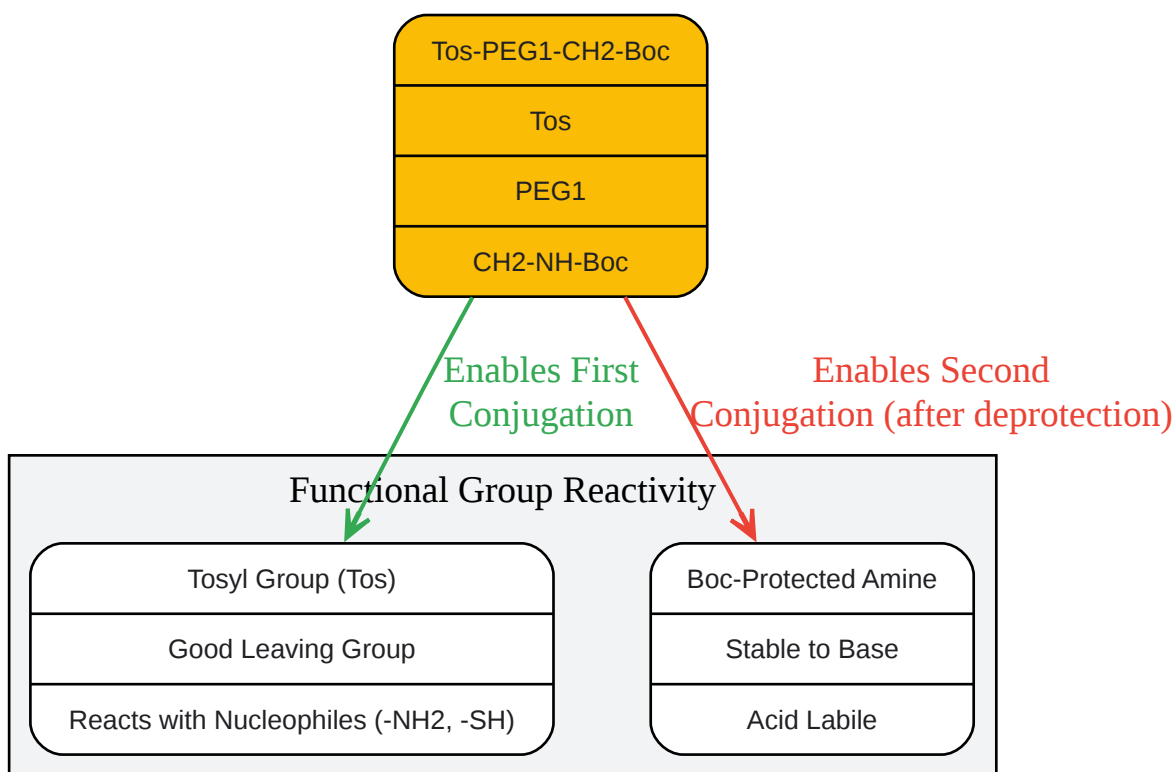 Tos-PEG1-CH2-Boc
Tos
PEG1
CH2-NH-Boc
Enables First
Conjugation
Enables Second
Conjugation (after deprotection)
Functional Group Reactivity
Tosyl Group (Tos)
Good Leaving Group
Reacts with Nucleophiles (-NH2, -SH)
Boc-Protected Amine
Stable to Base
Acid Labile